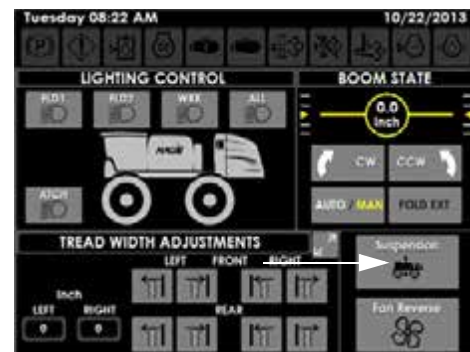 Tuesday 08:22 AM 10/22/2013
LIGHTING CONTROL
FLD1 FLD2 WRK ALL
HAGIE
ATCH
BOOM STATE
0.0
Inch
CW CCW
AUTO / MAN FOLD EXT
TREAD WIDTH ADJUSTMENTS
LEFT FRONT RIGHT
Inch
LEFT RIGHT
0 0
REAR
Suspension
Fan Reverse